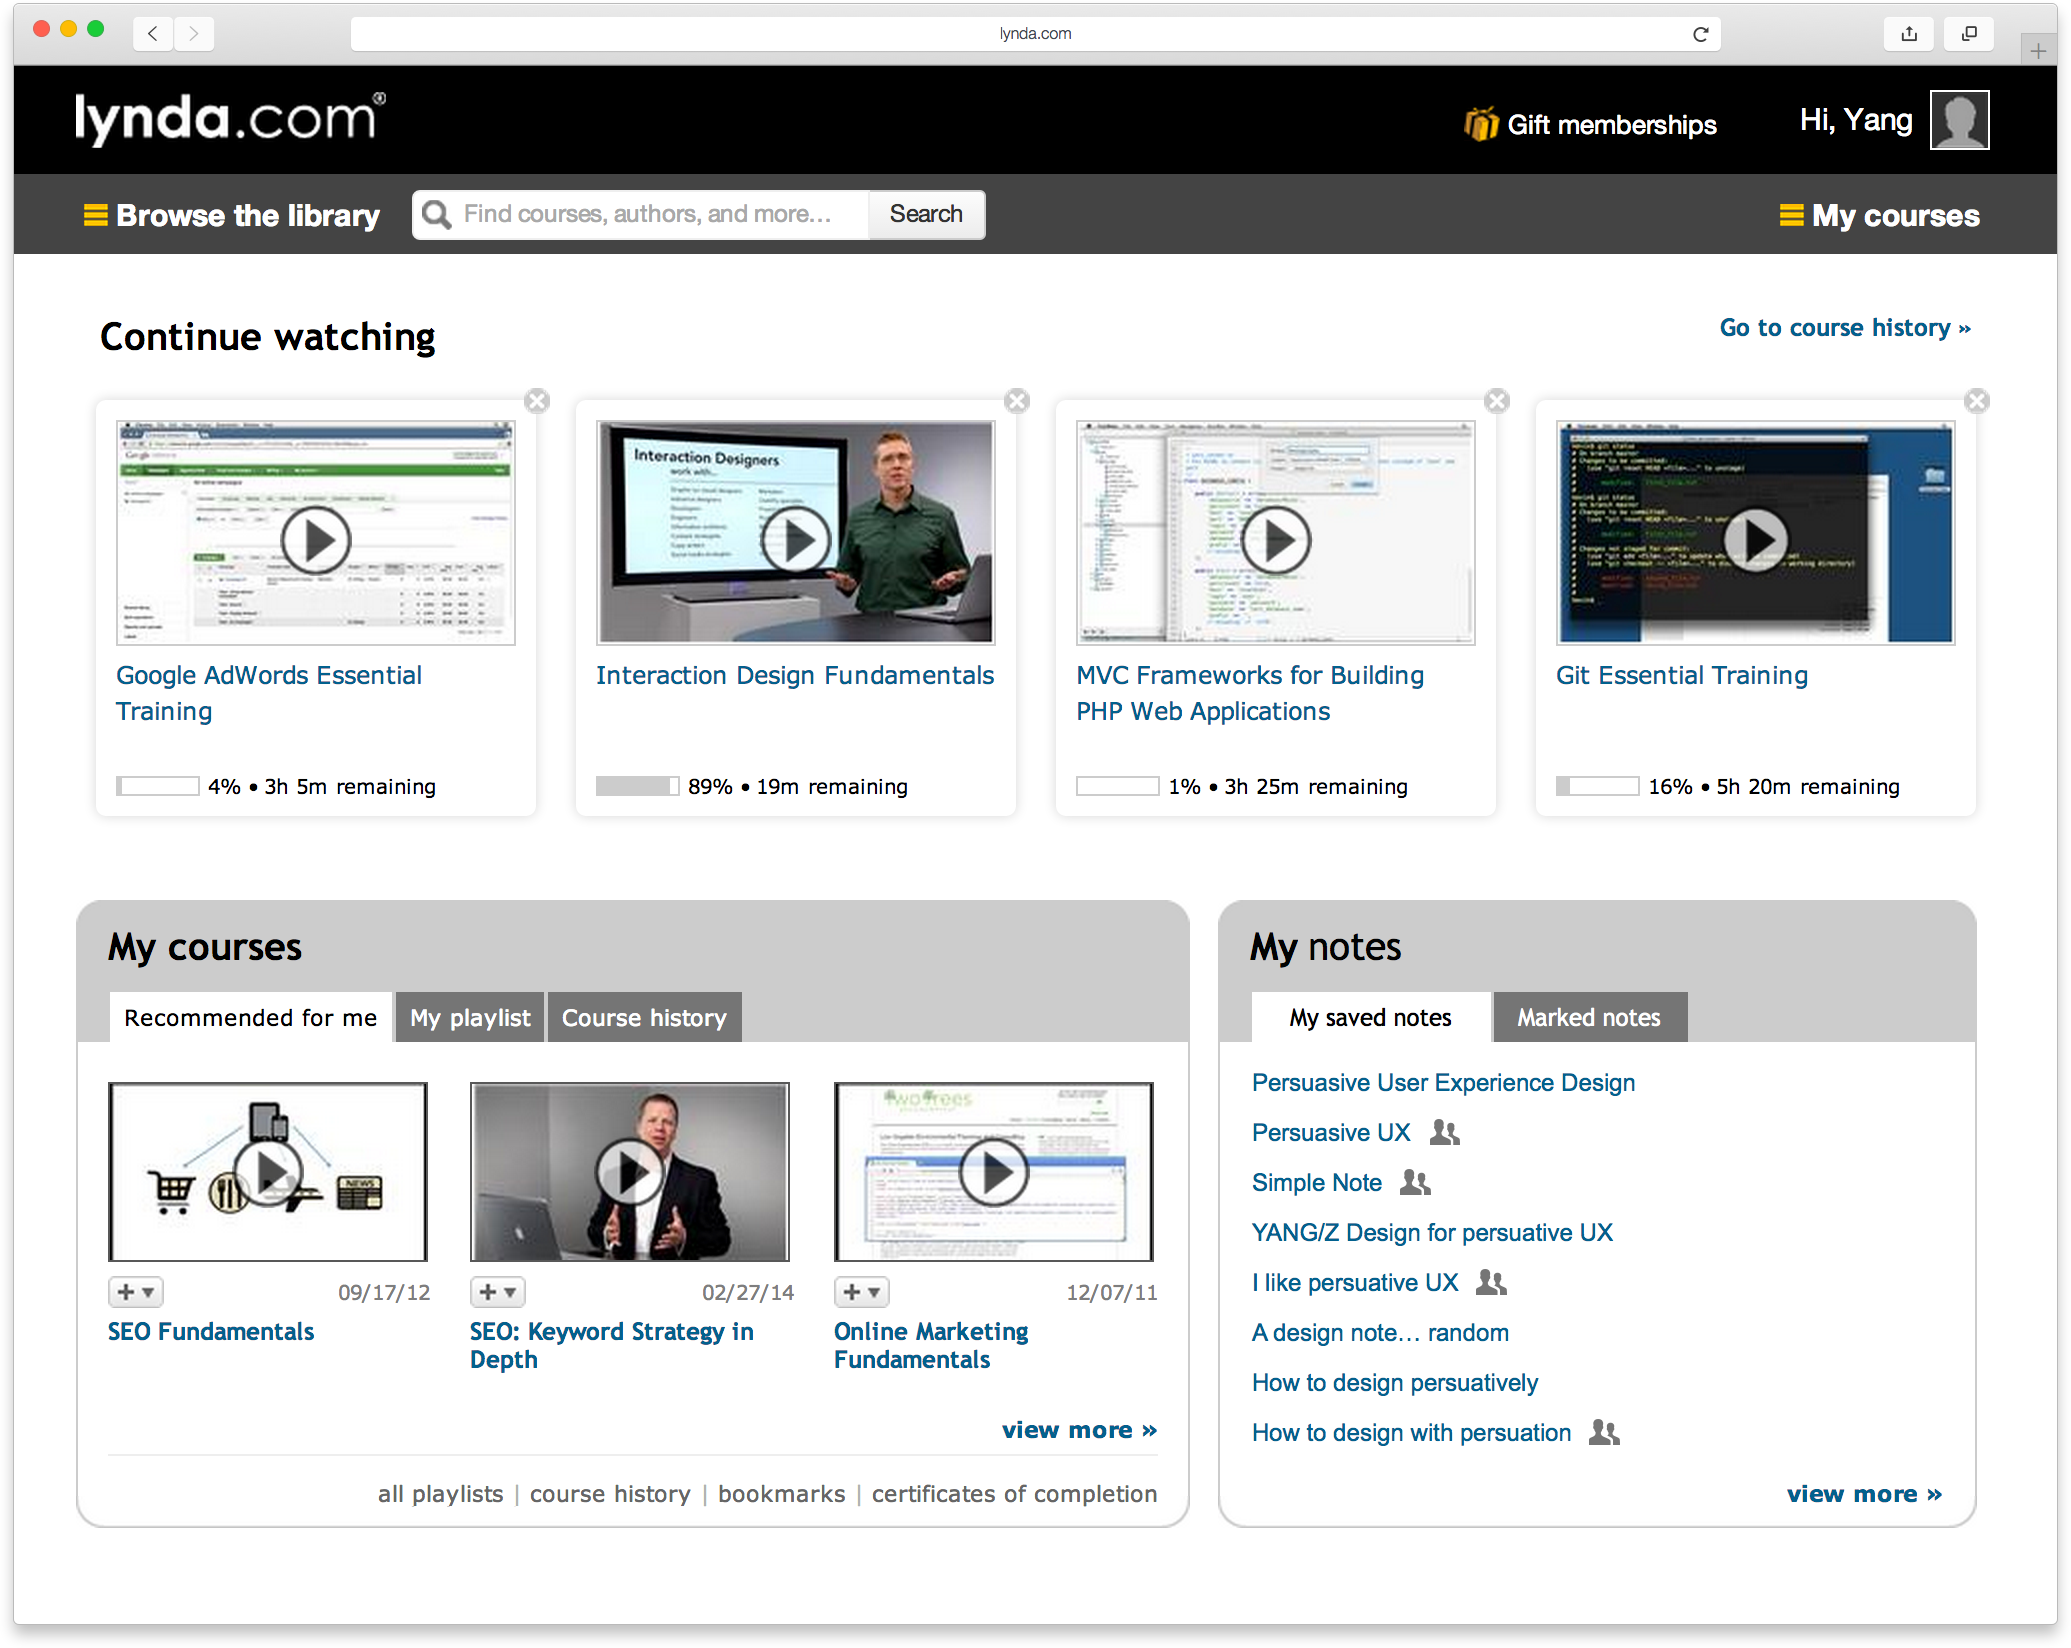 lynda.com
lynda.com®
Gift memberships
Hi, Yang
Browse the library
Find courses, authors, and more...
Search
My courses
Continue watching
Go to course history »
Interaction Designers
work with...
Google AdWords Essential
Training
4% • 3h 5m remaining
Interaction Design Fundamentals
89% • 19m remaining
MVC Frameworks for Building
PHP Web Applications
1% • 3h 25m remaining
Git Essential Training
16% • 5h 20m remaining
My courses
Recommended for me
My playlist
Course history
NEWS
09/17/12
SEO Fundamentals
02/27/14
SEO: Keyword Strategy in
Depth
12/07/11
Online Marketing
Fundamentals
view more »
all playlists | course history | bookmarks | certificates of completion
My notes
My saved notes
Marked notes
Persuasive User Experience Design
Persuasive UX
Simple Note
YANG/Z Design for persuative UX
I like persuative UX
A design note... random
How to design persuatively
How to design with persuation
view more »